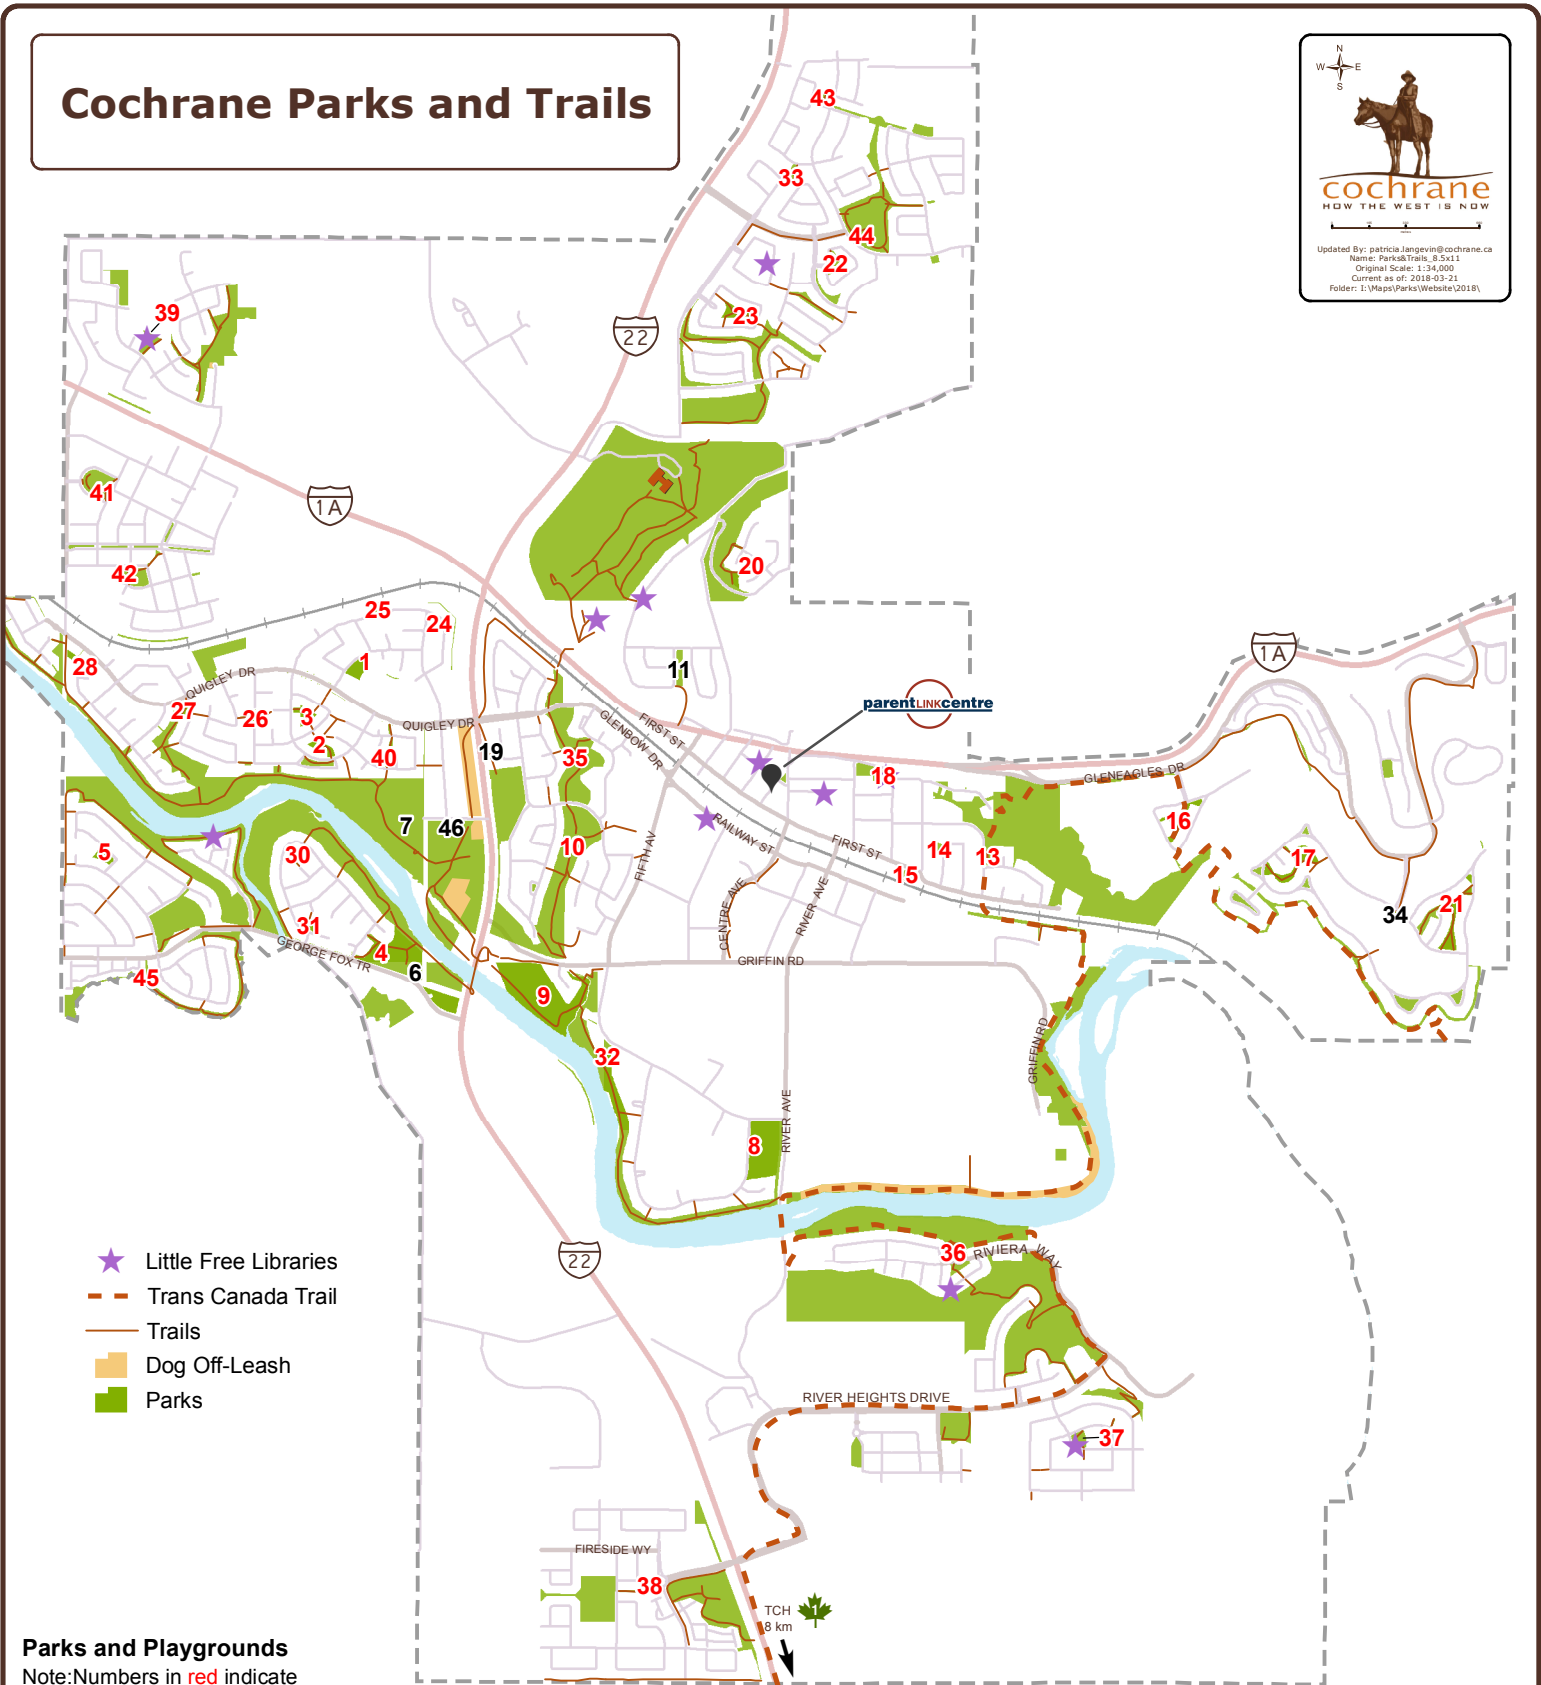 Cochrane Parks and Trails
N
W E
S
cochrane
HOW THE WEST IS NOW
Updated By: patricia.langevin@cochrane.ca
Name: Parks&Trails_8.5x11
Original Scale: 1:34,000
Current as of: 2018-03-21
Folder: I:\Maps\Parks\Website\2018\
43
33
44
22
23
39
22
1A
41
42
20
25
24
1
28
11
1A
QUIGLEY DR
27
26
3
2
40
QUIGLEY DR
19
35
GLENBOW DR
FIRST ST
parentLINKcentre
18
GLENEAGLES DR
16
17
7
46
10
5
30
RAILWAY ST
FIRST ST
14
13
15
FIFTH AV
CENTRE AVE
RIVER AVE
34
21
31
4
GEORGE FOX TR
6
45
GRIFFIN RD
9
32
GRIFFIN RD
8
RIVER AVE
36
RIVIERA WAY
22
Little Free Libraries
Trans Canada Trail
Trails
Dog Off-Leash
Parks
RIVER HEIGHTS DRIVE
37
FIRESIDE WY
38
TCH
8 km
1
Parks and Playgrounds
Note:Numbers in red indicate